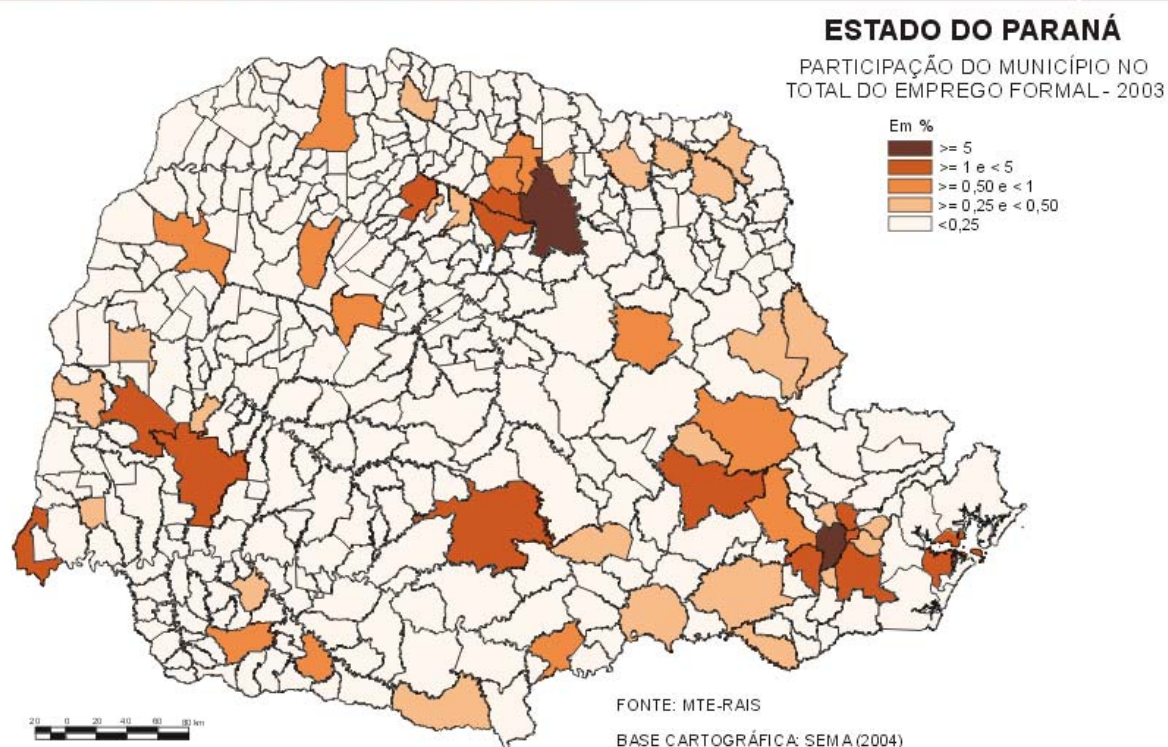 ESTADO DO PARANÁ
PARTICIPAÇÃO DO MUNICÍPIO NO
TOTAL DO EMPREGO FORMAL - 2003
Em %
>= 5
>= 1 e < 5
>= 0,50 e < 1
>= 0,25 e < 0,50
<0,25
20 0 20 40 60 80 km
FONTE: MTE-RAIS
BASE CARTOGRÁFICA: SEMA (2004)